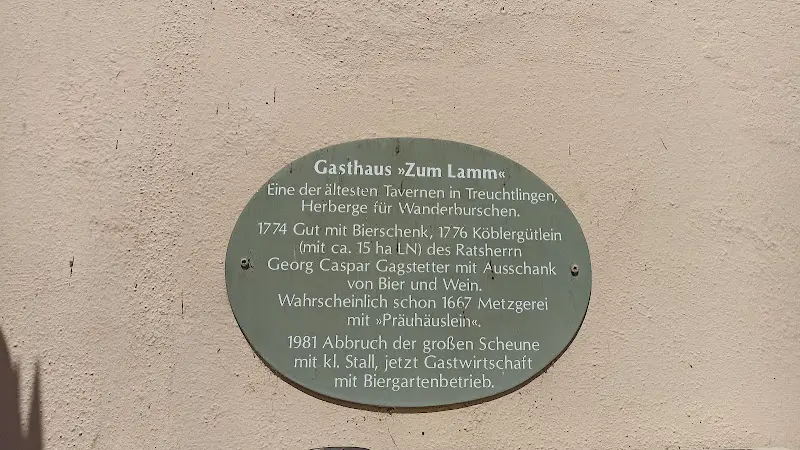 Gasthaus »Zum Lamm«
Eine der ältesten Tavernen in Treuchtlingen,
Herberge für Wanderburschen.
1774 Gut mit Bierschenk, 1776 Köblergütlein
(mit ca. 15 ha LN) des Ratsherrn
Georg Caspar Gagstetter mit Ausschank
von Bier und Wein.
Wahrscheinlich schon 1667 Metzgerei
mit »Präuhäuslein«.
1981 Abbruch der großen Scheune
mit kl. Stall, jetzt Gastwirtschaft
mit Biergartenbetrieb.